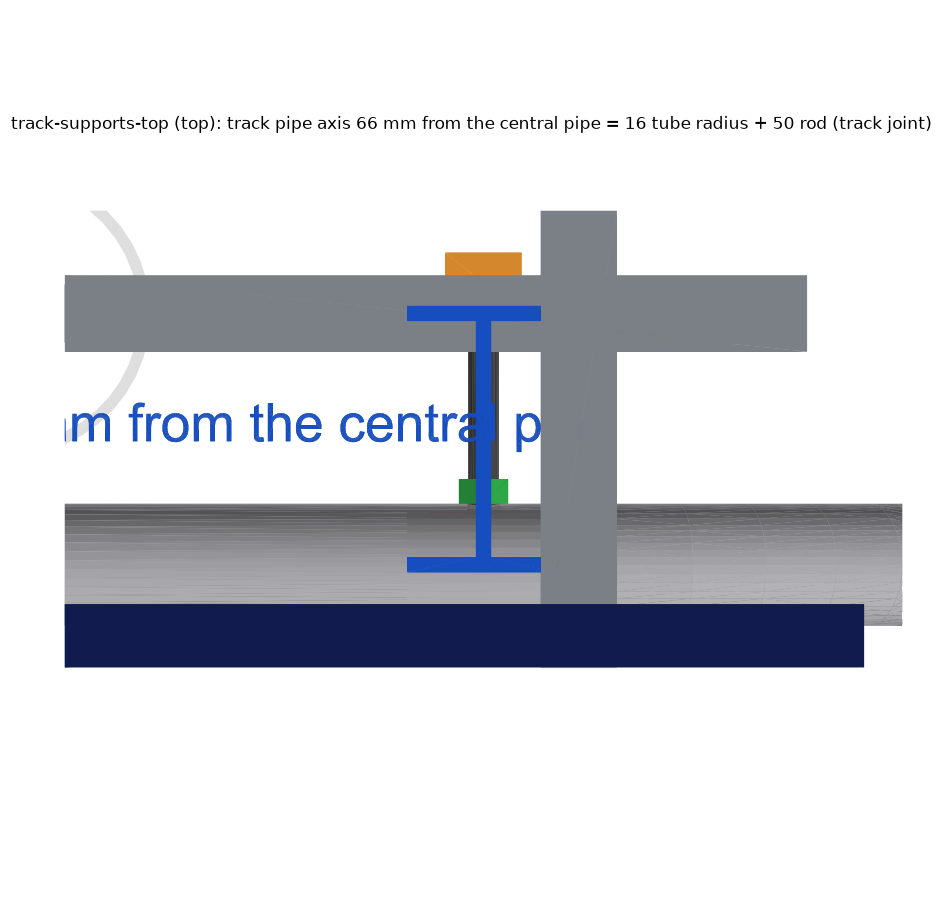 track-supports-top (top): track pipe axis 66 mm from the central pipe = 16 tube radius + 50 rod (track joint)
from the central